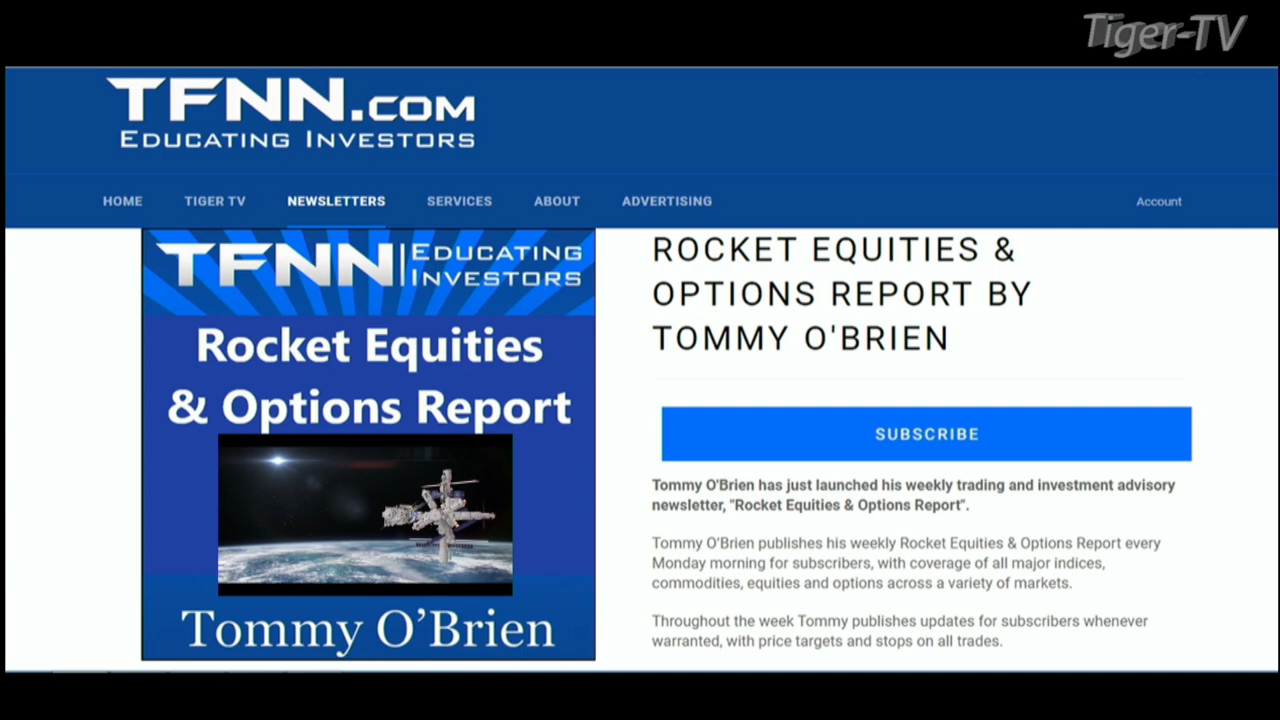 Tiger-TV
TFNN.COM
EDUCATING INVESTORS
HOME TIGER TV NEWSLETTERS SERVICES ABOUT ADVERTISING Account
TFNN EDUCATING
INVESTORS
Rocket Equities
& Options Report
Tommy O’Brien
ROCKET EQUITIES &
OPTIONS REPORT BY
TOMMY O'BRIEN
SUBSCRIBE
Tommy O'Brien has just launched his weekly trading and investment advisory
newsletter, "Rocket Equities & Options Report".
Tommy O’Brien publishes his weekly Rocket Equities & Options Report every
Monday morning for subscribers, with coverage of all major indices,
commodities, equities and options across a variety of markets.
Throughout the week Tommy publishes updates for subscribers whenever
warranted, with price targets and stops on all trades.